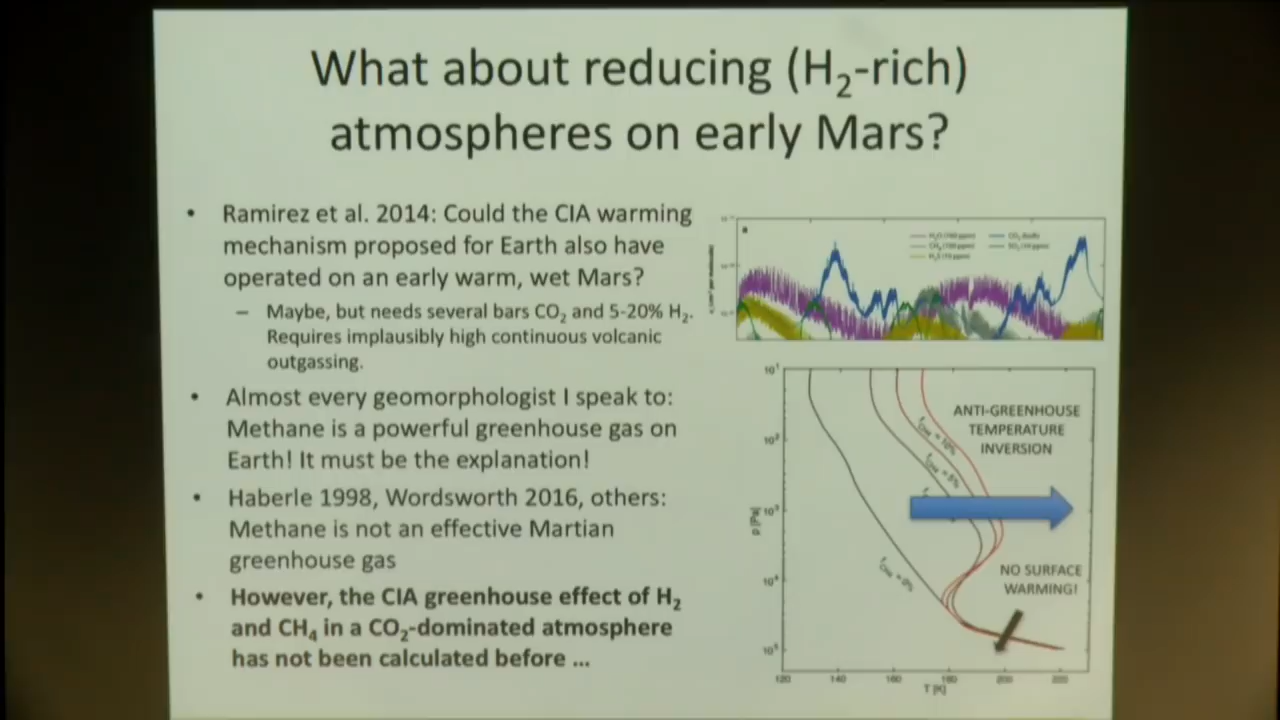 What about reducing (H₂-rich)
atmospheres on early Mars?
• Ramirez et al. 2014: Could the CIA warming
mechanism proposed for Earth also have
operated on an early warm, wet Mars?
– Maybe, but needs several bars CO₂ and 5-20% H₂.
Requires implausibly high continuous volcanic
outgassing.
• Almost every geomorphologist I speak to:
Methane is a powerful greenhouse gas on
Earth! It must be the explanation!
• Haberle 1998, Wordsworth 2016, others:
Methane is not an effective Martian
greenhouse gas
• However, the CIA greenhouse effect of H₂
and CH₄ in a CO₂-dominated atmosphere
has not been calculated before ...
ANTI-GREENHOUSE
TEMPERATURE
INVERSION
NO SURFACE
WARMING!
10¹
10²
10³
10⁴
10⁵
p [Pa]
120 140 160 180 200 220
T [K]